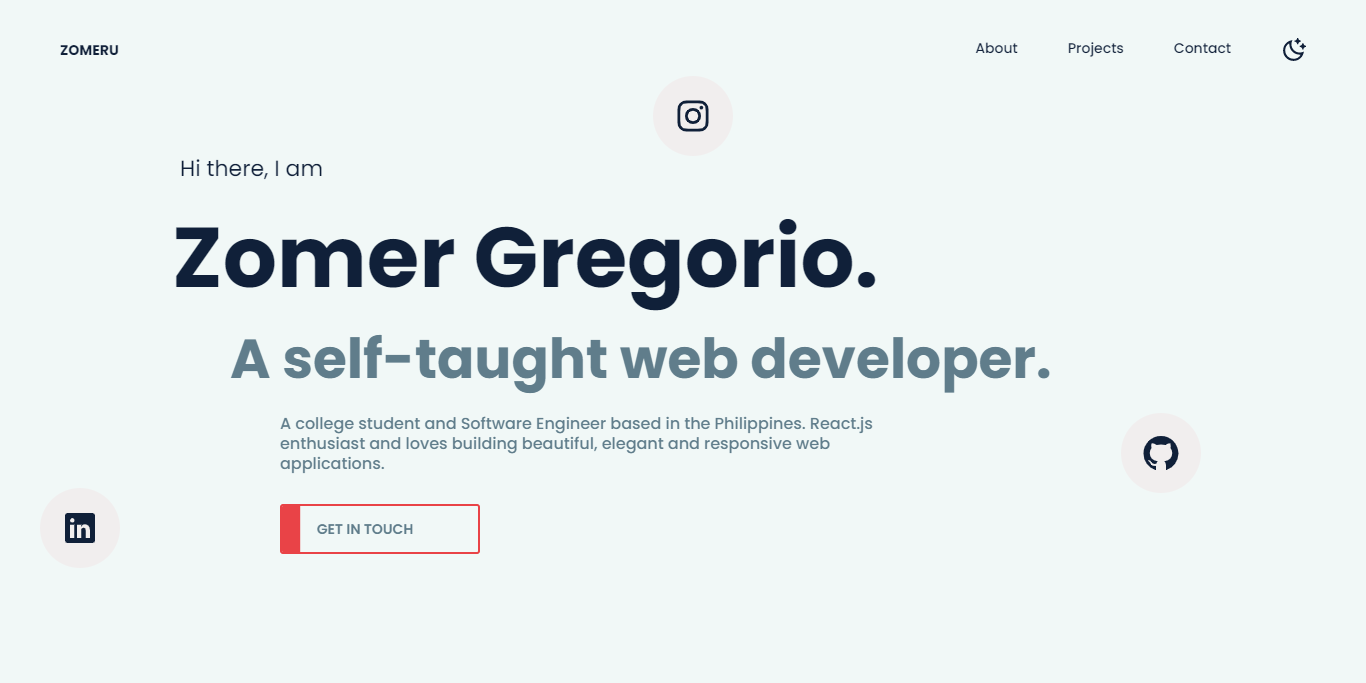 ZOMERU
About
Projects
Contact
Hi there, I am
Zomer Gregorio.
A self-taught web developer.
A college student and Software Engineer based in the Philippines. React.js
enthusiast and loves building beautiful, elegant and responsive web
applications.
in
GET IN TOUCH